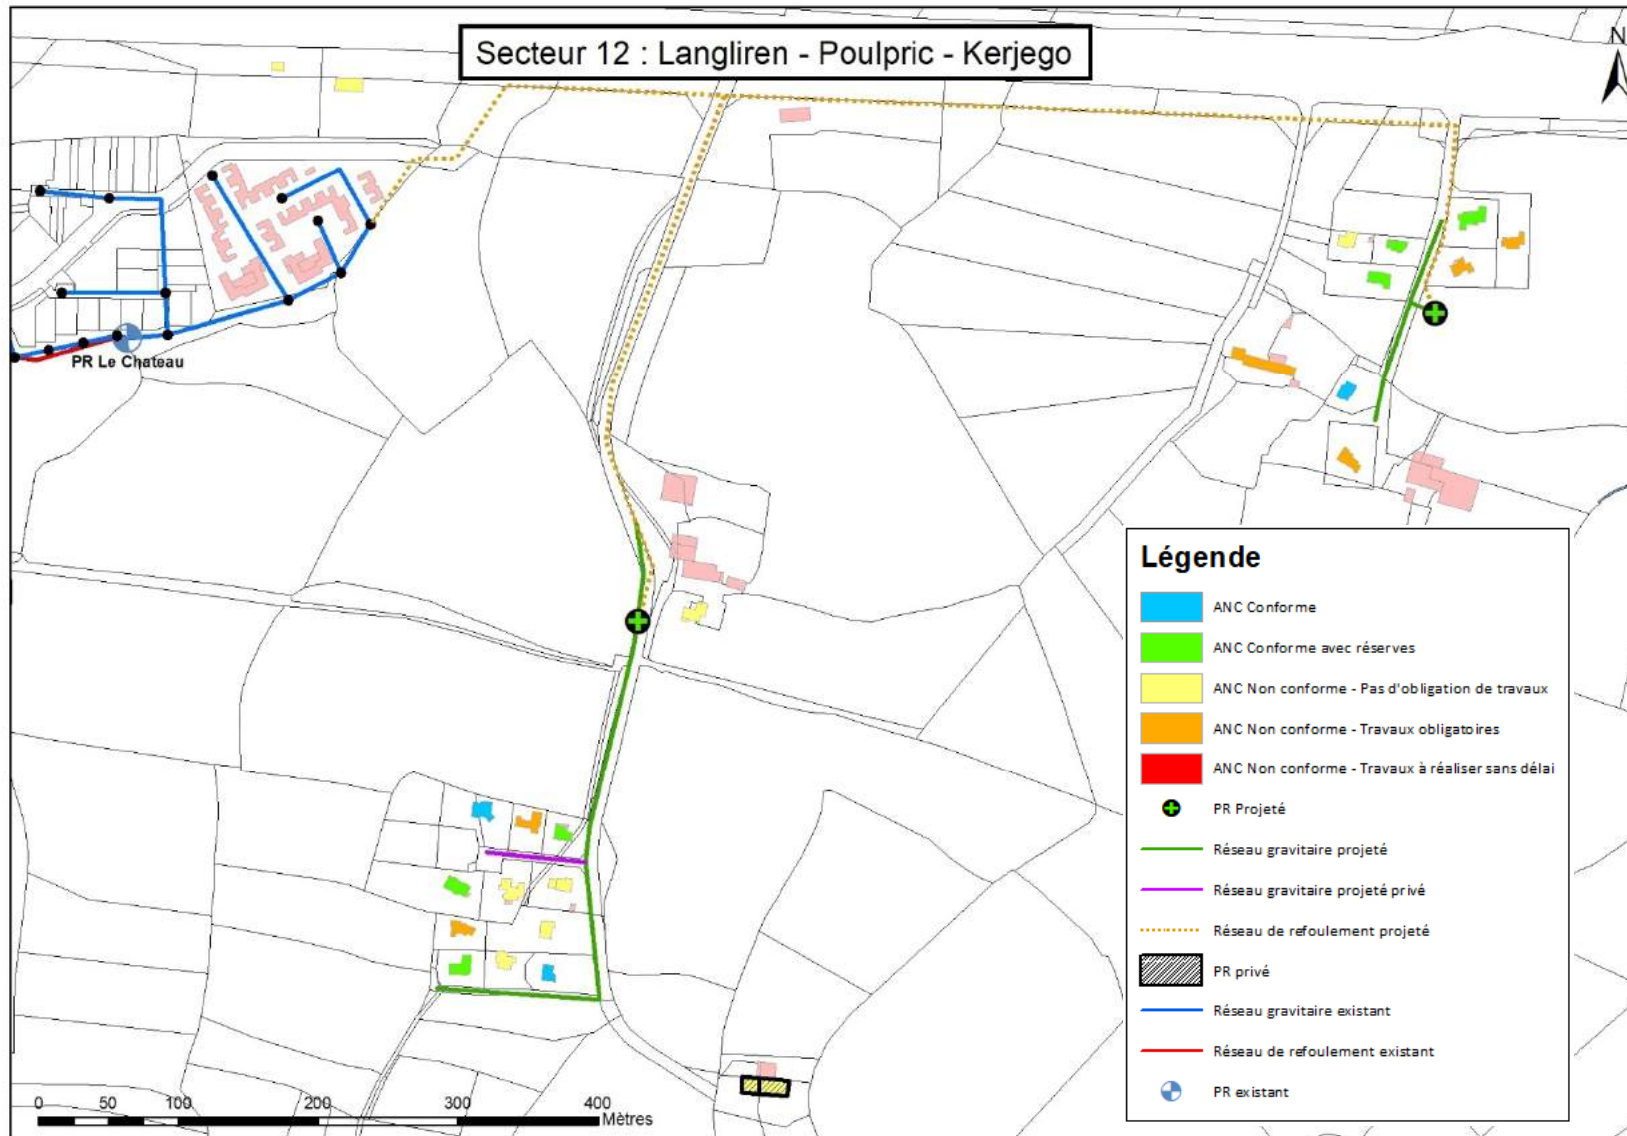 Secteur 12 : Langliren - Poulpric - Kerjego
N
PR Le Chateau
Légende
ANC Conforme
ANC Conforme avec réserves
ANC Non conforme - Pas d'obligation de travaux
ANC Non conforme - Travaux obligatoires
ANC Non conforme - Travaux à réaliser sans délai
PR Projeté
Réseau gravitaire projeté
Réseau gravitaire projeté privé
Réseau de refoulement projeté
PR privé
Réseau gravitaire existant
Réseau de refoulement existant
PR existant
0 50 100 200 300 400
Mètres